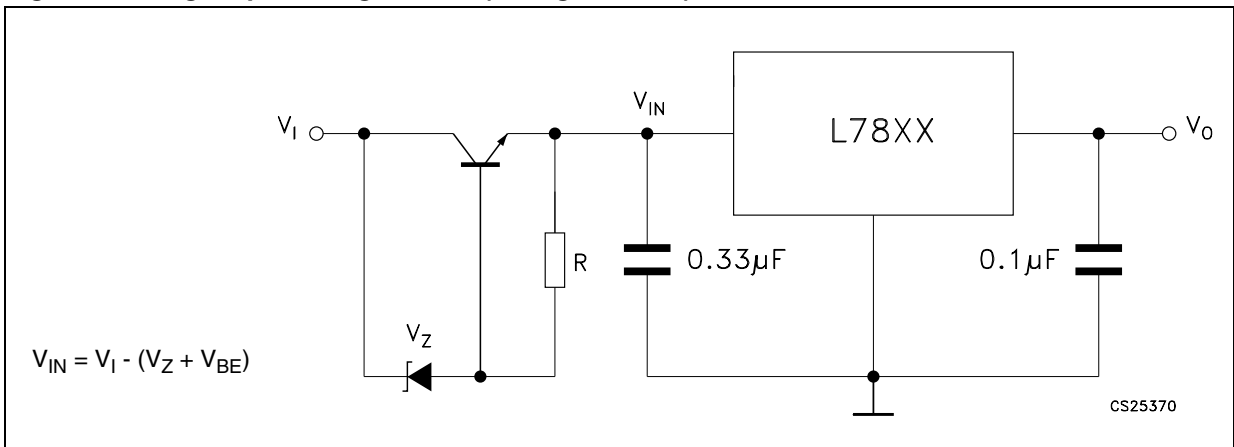 V_IN
V_I
L78XX
V_O
R
0.33µF
0.1µF
V_Z
V_IN = V_I - (V_Z + V_BE)
CS25370